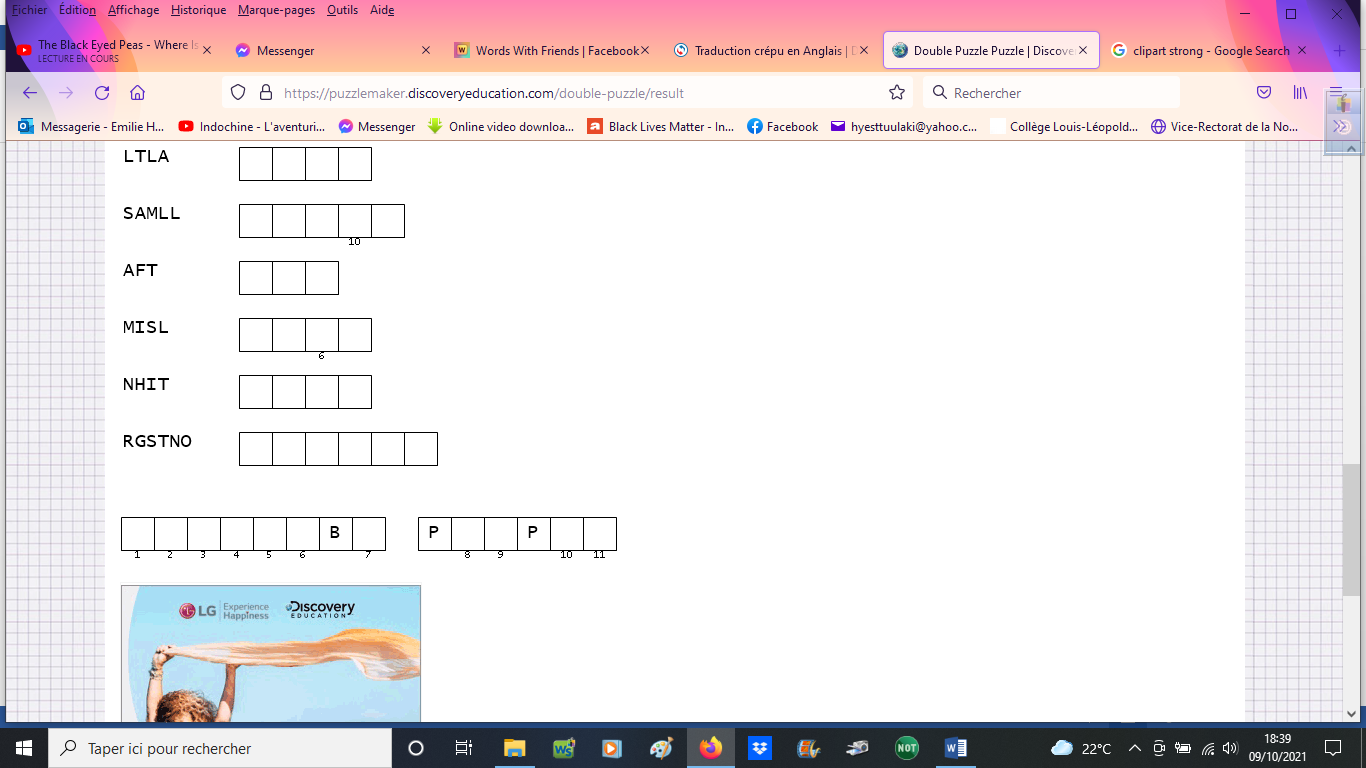 Fichier Édition Affichage Historique Marque-pages Outils Aide
The Black Eyed Peas - Where Is
LECTURE EN COURS
Messenger
Words With Friends | Facebook
Traduction crépu en Anglais | D
Double Puzzle Puzzle | Discove
clipart strong - Google Search
https://puzzlemaker.discoveryeducation.com/double-puzzle/result
Rechercher
Messagerie - Emilie H...
Indochine - L'aventuri...
Messenger
Online video downloa...
Black Lives Matter - In...
Facebook
hyesttuulaki@yahoo.c...
Collège Louis-Léopold...
Vice-Rectorat de la No...
LTLA
SAMLL
10
AFT
MISL
6
NHIT
RGSTNO
B P P
1 2 3 4 5 6 7 8 9 10 11
LG Experience Happiness Discovery EDUCATION
Taper ici pour rechercher
WS
NOT
W
22°C
18:39
09/10/2021